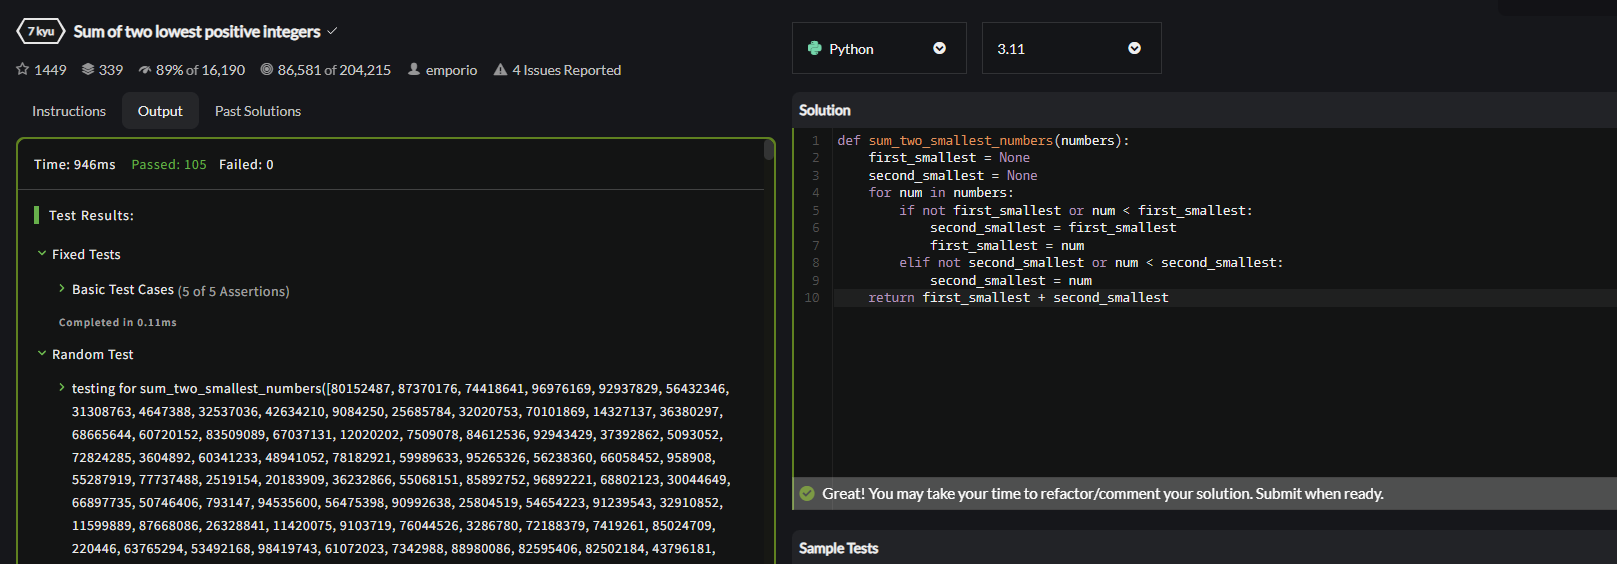 7 kyu Sum of two lowest positive integers
1449 339 89% of 16,190 86,581 of 204,215 emporio 4 Issues Reported
Instructions Output Past Solutions
Time: 946ms Passed: 105 Failed: 0
Test Results:
Fixed Tests
Basic Test Cases (5 of 5 Assertions)
Completed in 0.11ms
Random Test
testing for sum_two_smallest_numbers([80152487, 87370176, 74418641, 96976169, 92937829, 56432346,
31308763, 4647388, 32537036, 42634210, 9084250, 25685784, 32020753, 70101869, 14327137, 36380297,
68665644, 60720152, 83509089, 67037131, 12020202, 7509078, 84612536, 92943429, 37392862, 5093052,
72824285, 3604892, 60341233, 48941052, 78182921, 59989633, 95265326, 56238360, 66058452, 958908,
55287919, 77737488, 2519154, 20183909, 36232866, 55068151, 85892752, 96892221, 68802123, 30044649,
66897735, 50746406, 793147, 94535600, 56475398, 90992638, 25804519, 54654223, 91239543, 32910852,
11599889, 87668086, 26328841, 11420075, 9103719, 76044526, 3286780, 72188379, 7419261, 85024709,
220446, 63765294, 53492168, 98419743, 61072023, 7342988, 88980086, 82595406, 82502184, 43796181,
Python 3.11
Solution
1 def sum_two_smallest_numbers(numbers):
2 first_smallest = None
3 second_smallest = None
4 for num in numbers:
5 if not first_smallest or num < first_smallest:
6 second_smallest = first_smallest
7 first_smallest = num
8 elif not second_smallest or num < second_smallest:
9 second_smallest = num
10 return first_smallest + second_smallest
Great! You may take your time to refactor/comment your solution. Submit when ready.
Sample Tests